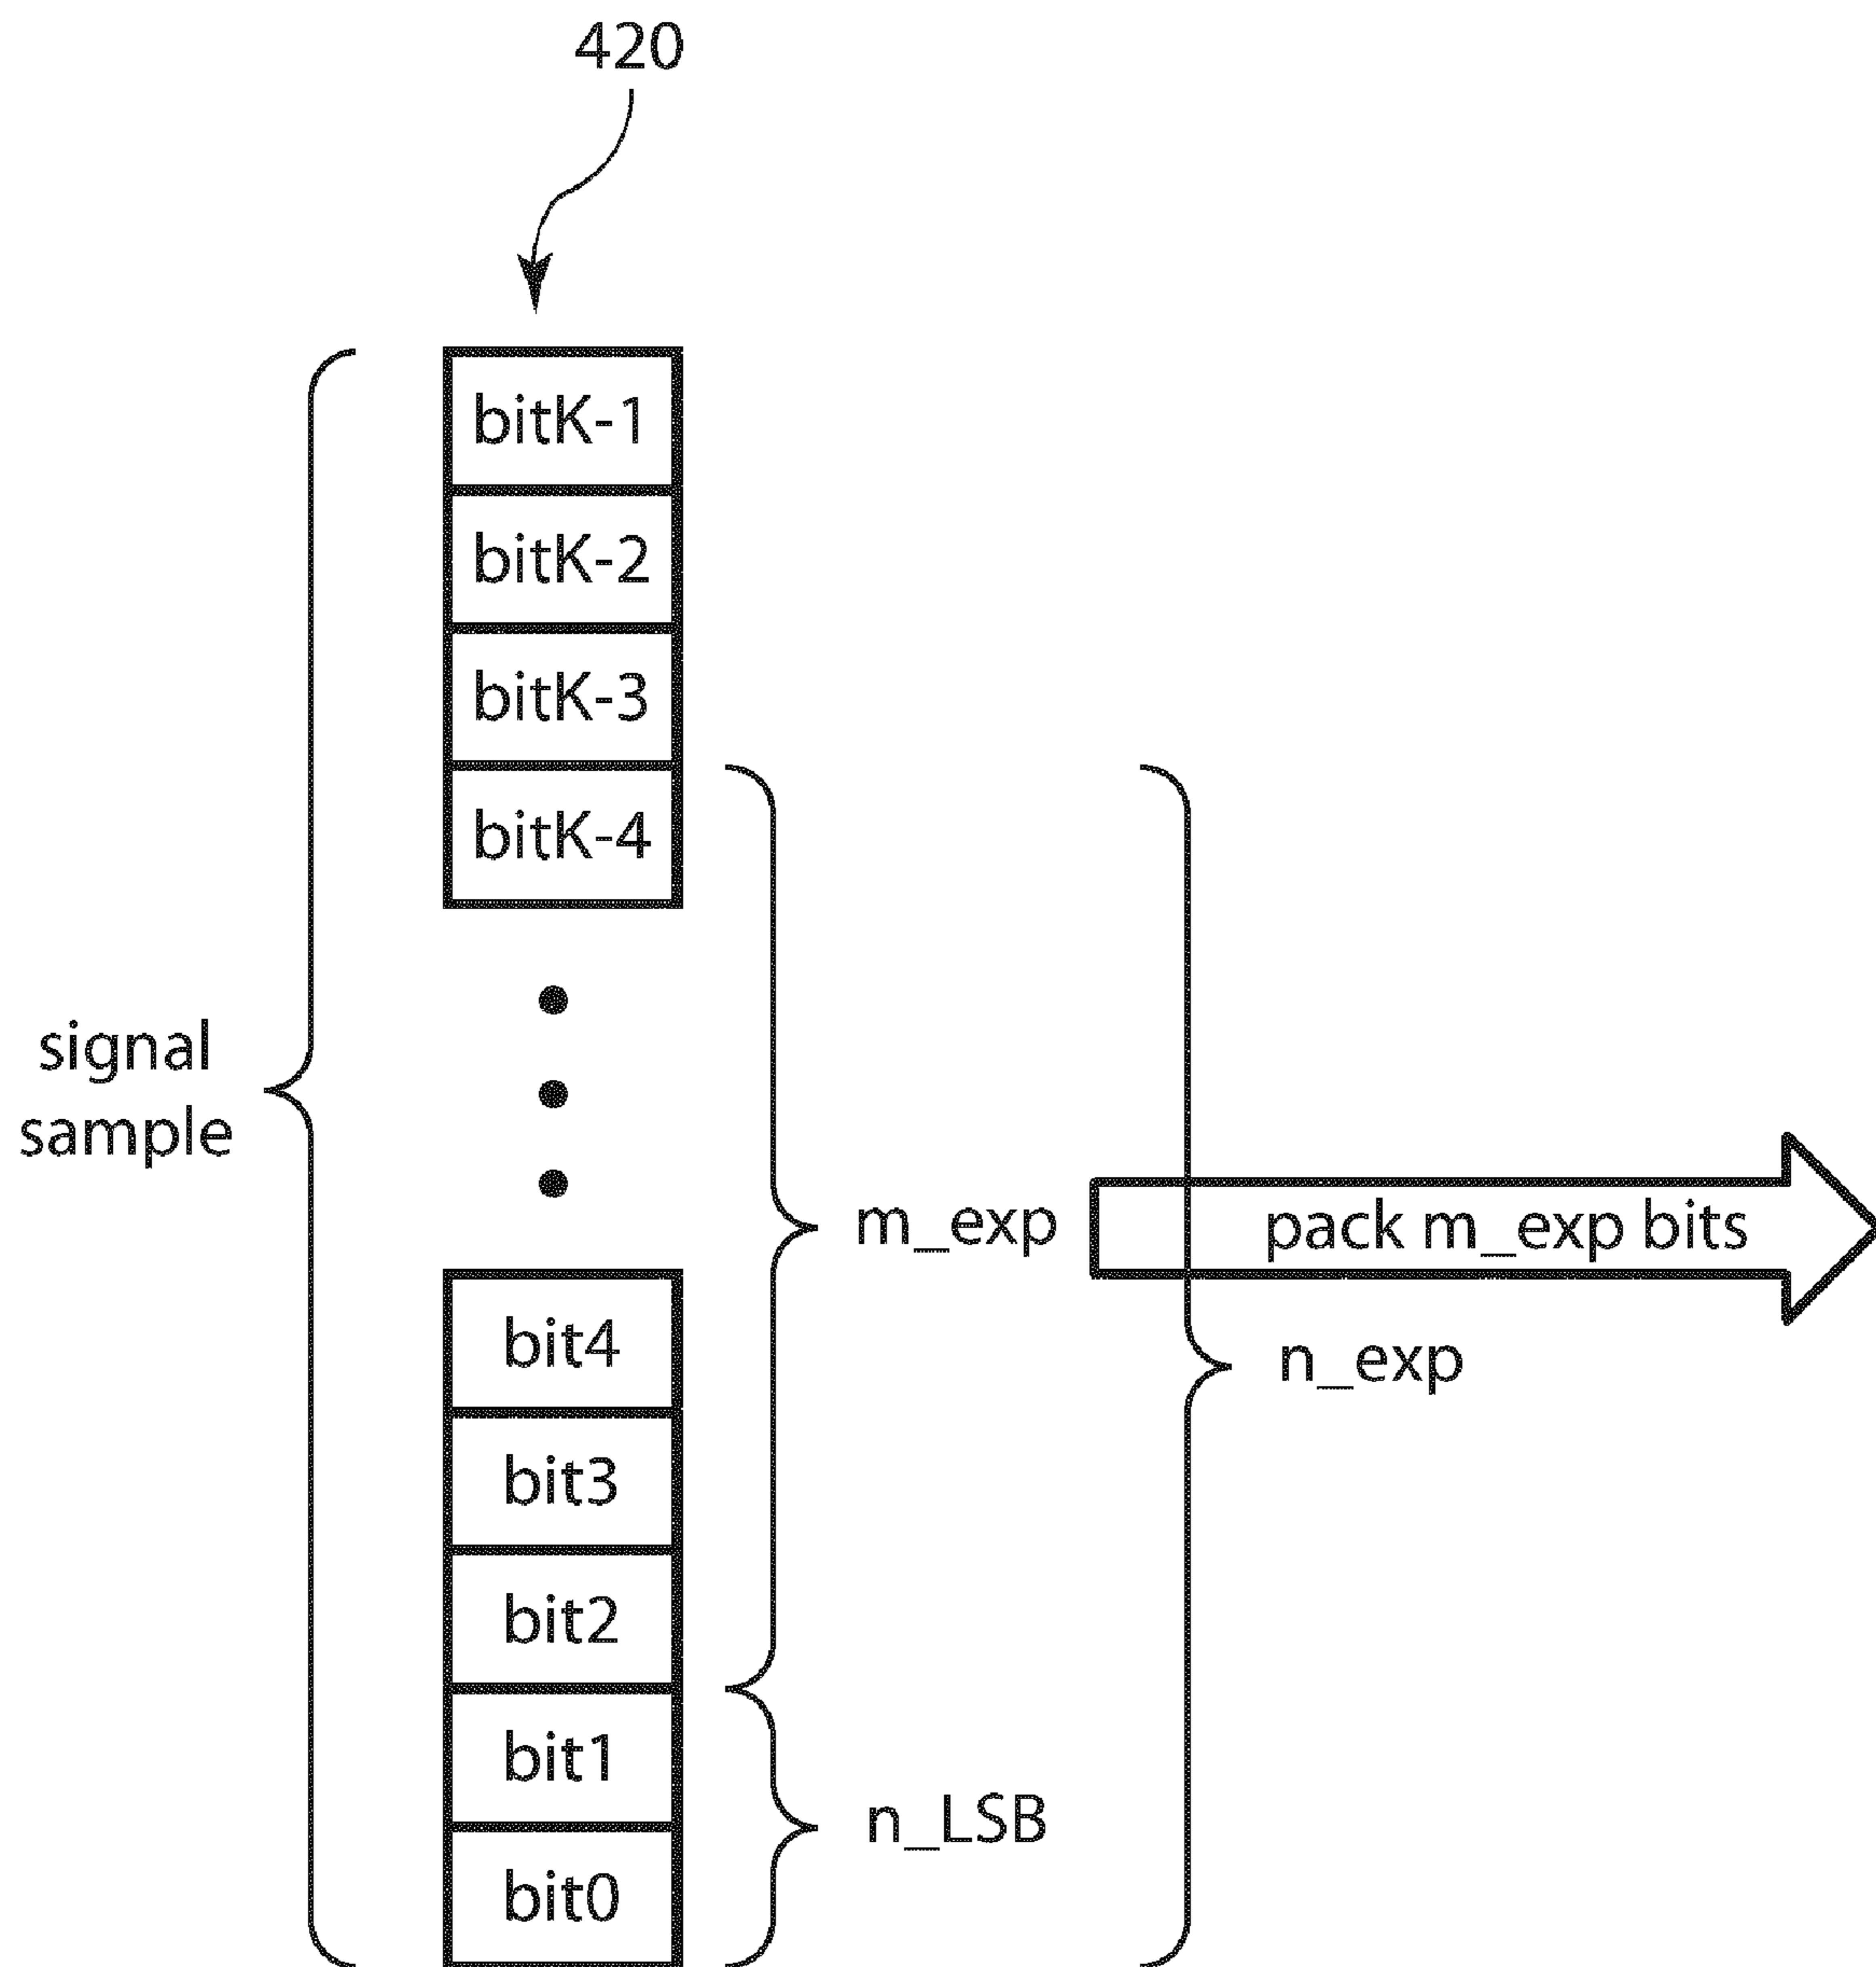 420
bitK-1
bitK-2
bitK-3
bitK-4
signal
sample
m_exp
pack m_exp bits
n_exp
bit4
bit3
bit2
bit1
n_LSB
bit0